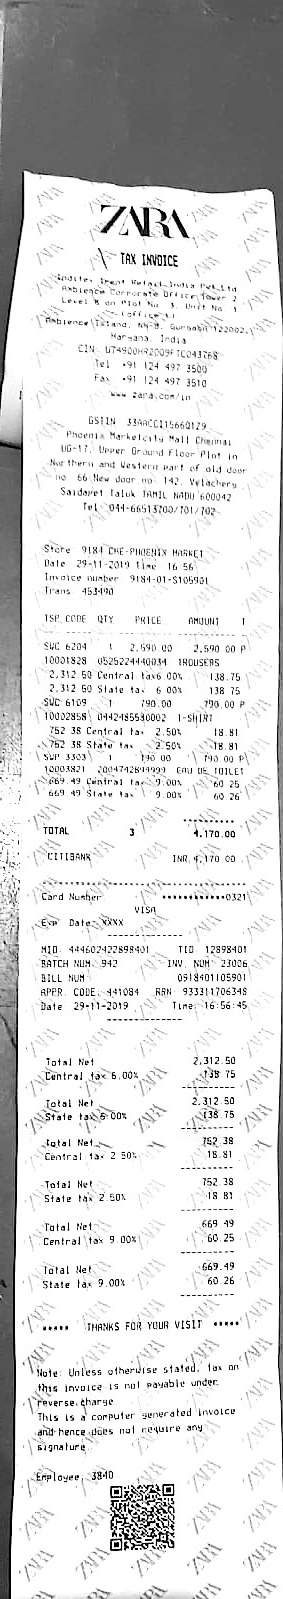 ZARA
TAX INVOICE
Inditex Trent Retail India Pvt Ltd
Ambience Corporate Office Tower 2
Level 8 on Plot No. 3, Unit No. 1
(office 1)
Ambience Island, NH-8, Gurgaon 122002,
Haryana, India
CIN U74900HR2009FTC043768
Tel +91 124 497 3500
Fax +91 124 497 3510
www.zara.com/in
GSTIN 33AACCI1566Q1Z9
Phoenix Marketcity Mall Chennai
UG-17, Upper Ground Floor Plot in
Northern and Western part of old door
no 66 New door no. 142, Velachery
Saidapet Taluk TAMIL NADU 600042
Tel 044-66513700/701/702
Store 9184 CHE-PHOENIX MARKET
Date 29-11-2019 Time 16:56
Invoice number 9184-01-S105901
Trans 453490
TSP CODE QTY PRICE AMOUNT T
SWC 6204 1 2,590.00 2,590.00 P
10001828 0525224440034 TROUSERS
2,312.50 Central tax 6.00% 138.75
2,312.50 State tax 6.00% 138.75
SWC 6109 1 790.00 790.00 P
10002858 0442485530002 T-SHIRT
752.38 Central tax 2.50% 18.81
752.38 State tax 2.50% 18.81
SWP 3303 1 790.00 790.00 P
10003821 2004742899999 EAU DE TOILET
669.49 Central tax 9.00% 60.25
669.49 State tax 9.00% 60.26
TOTAL 3 4,170.00
CITIBANK INR 4,170.00
Card Number ************0321
VISA
Exp Date: XXXX
MID 444602422898401 TID 12898401
BATCH NUM 942 INV. NUM 23006
BILL NUM 0918401105901
APPR. CODE. 441084 RRN 933311706348
Date 29-11-2019 Time 16:56:45
Total Net 2,312.50
Central tax 6.00% 138.75
Total Net 2,312.50
State tax 6.00% 138.75
Total Net 752.38
Central tax 2.50% 18.81
Total Net 752.38
State tax 2.50% 18.81
Total Net 669.49
Central tax 9.00% 60.25
Total Net 669.49
State tax 9.00% 60.26
***** THANKS FOR YOUR VISIT *****
Note: Unless otherwise stated, tax on
this invoice is not payable under
reverse charge
This is a computer generated invoice
and hence does not require any
signature
Employee: 3840